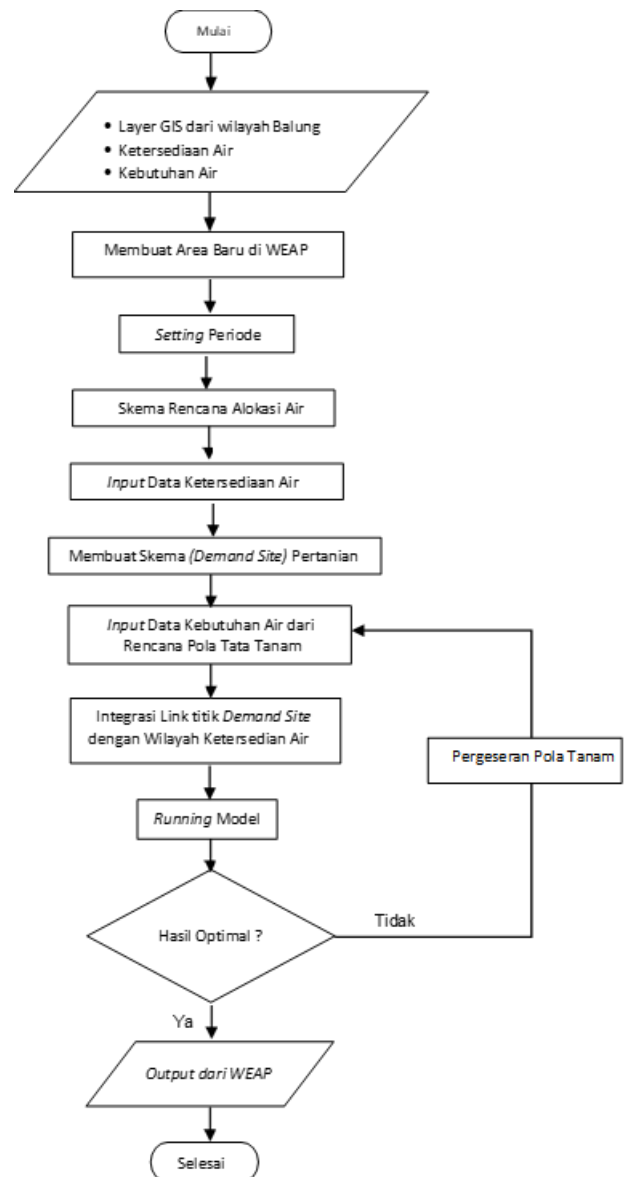 Mulai
• Layer GIS dari wilayah Balung
• Ketersediaan Air
• Kebutuhan Air
Membuat Area Baru di WEAP
Setting Periode
Skema Rencana Alokasi Air
Input Data Ketersediaan Air
Membuat Skema (Demand Site) Pertanian
Input Data Kebutuhan Air dari
Rencana Pola Tata Tanam
Integrasi Link titik Demand Site
dengan Wilayah Ketersedian Air
Pergeseran Pola Tanam
Running Model
Hasil Optimal ?
Tidak
Ya
Output dari WEAP
Selesai